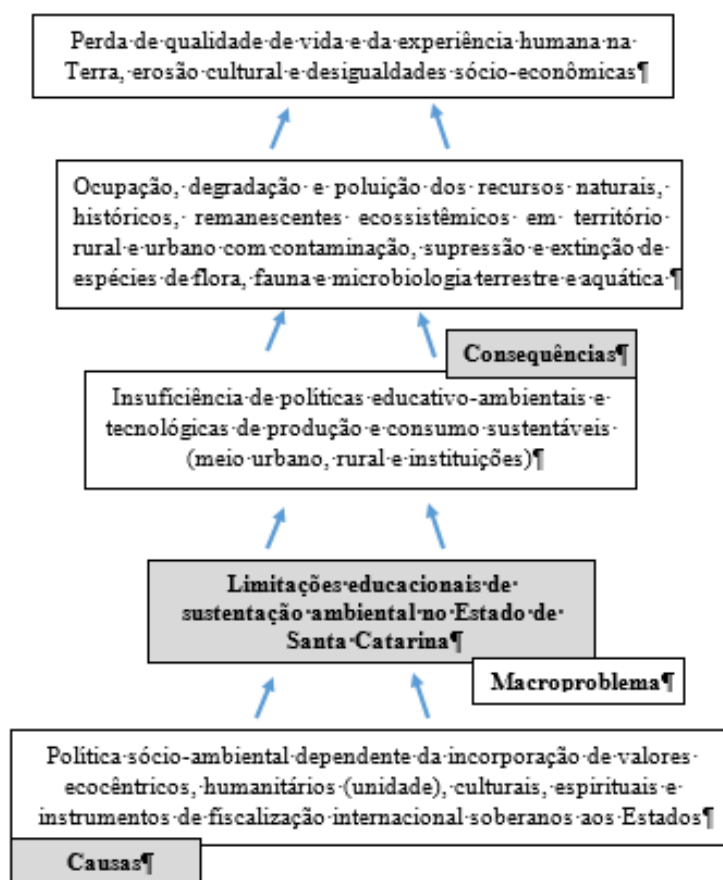 Perda de qualidade de vida e da experiência humana na
Terra, erosão cultural e desigualdades sócio-econômicas¶
Ocupação, degradação e poluição dos recursos naturais,
históricos, remanescentes ecossistêmicos em território
rural e urbano com contaminação, supressão e extinção de
espécies de flora, fauna e microbiologia terrestre e aquática ¶
Consequências¶
Insuficiência de políticas educativo-ambientais e
tecnológicas de produção e consumo sustentáveis
(meio urbano, rural e instituições)¶
Limitações educacionais de
sustentação ambiental no Estado de
Santa Catarina¶
Macroproblema¶
Política sócio-ambiental dependente da incorporação de valores
ecocêntricos, humanitários (unidade), culturais, espirituais e
instrumentos de fiscalização internacional soberanos aos Estados¶
Causas¶